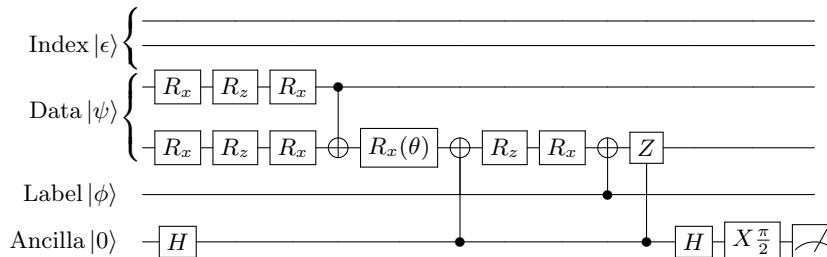 Index |ϵ⟩
R_x R_z R_x
Data |ψ⟩
R_x R_z R_x R_x(θ) R_z R_x Z
Label |ϕ⟩
Ancilla |0⟩ H H X π/2